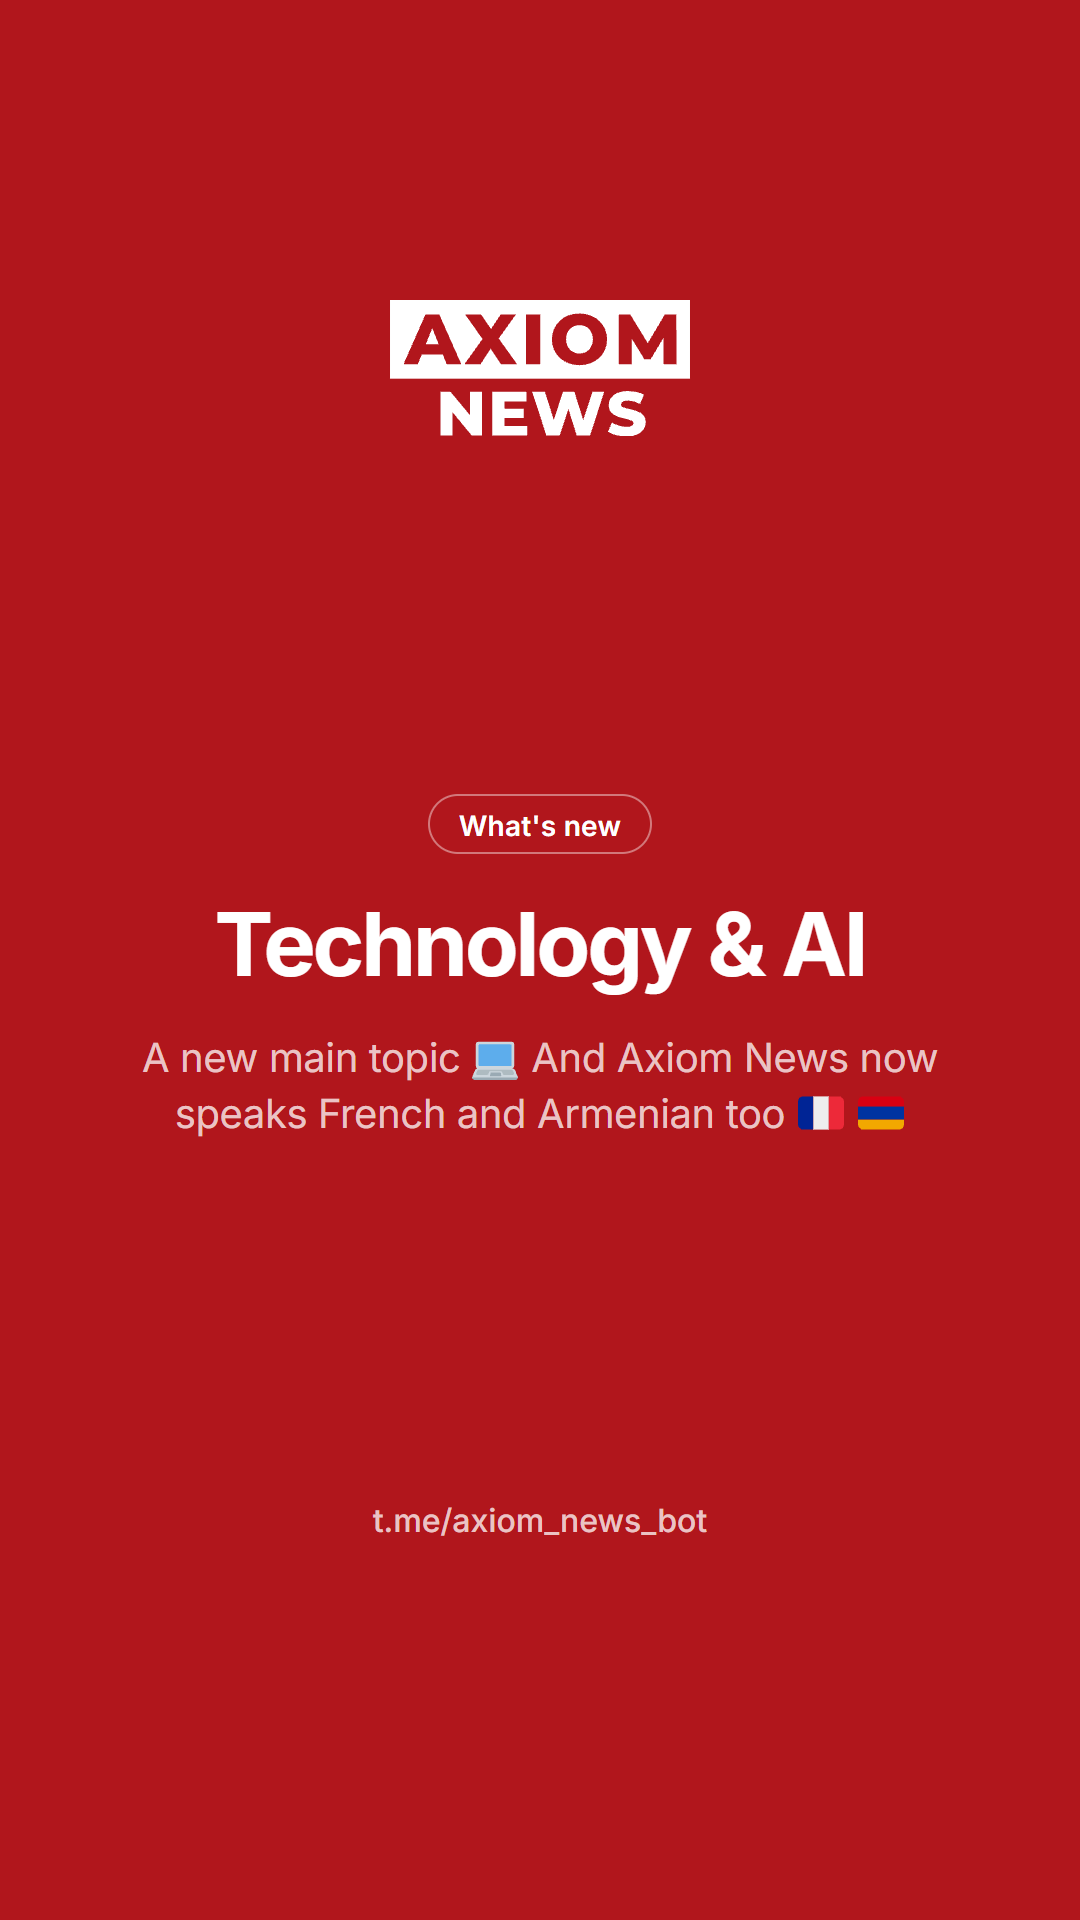 AXIOM
NEWS
What's new
Technology & AI
A new main topic 💻 And Axiom News now
speaks French and Armenian too 🇫🇷 🇦🇲
t.me/axiom_news_bot